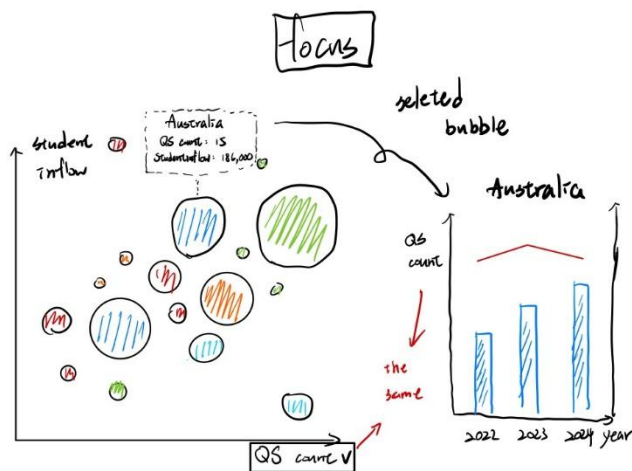 Focus
student
inflow
Australia
QS count: 15
Student inflow: 186,000
QS count ∨
seleted
bubble
Australia
QS
count
the
same
2022 2023 2024 year